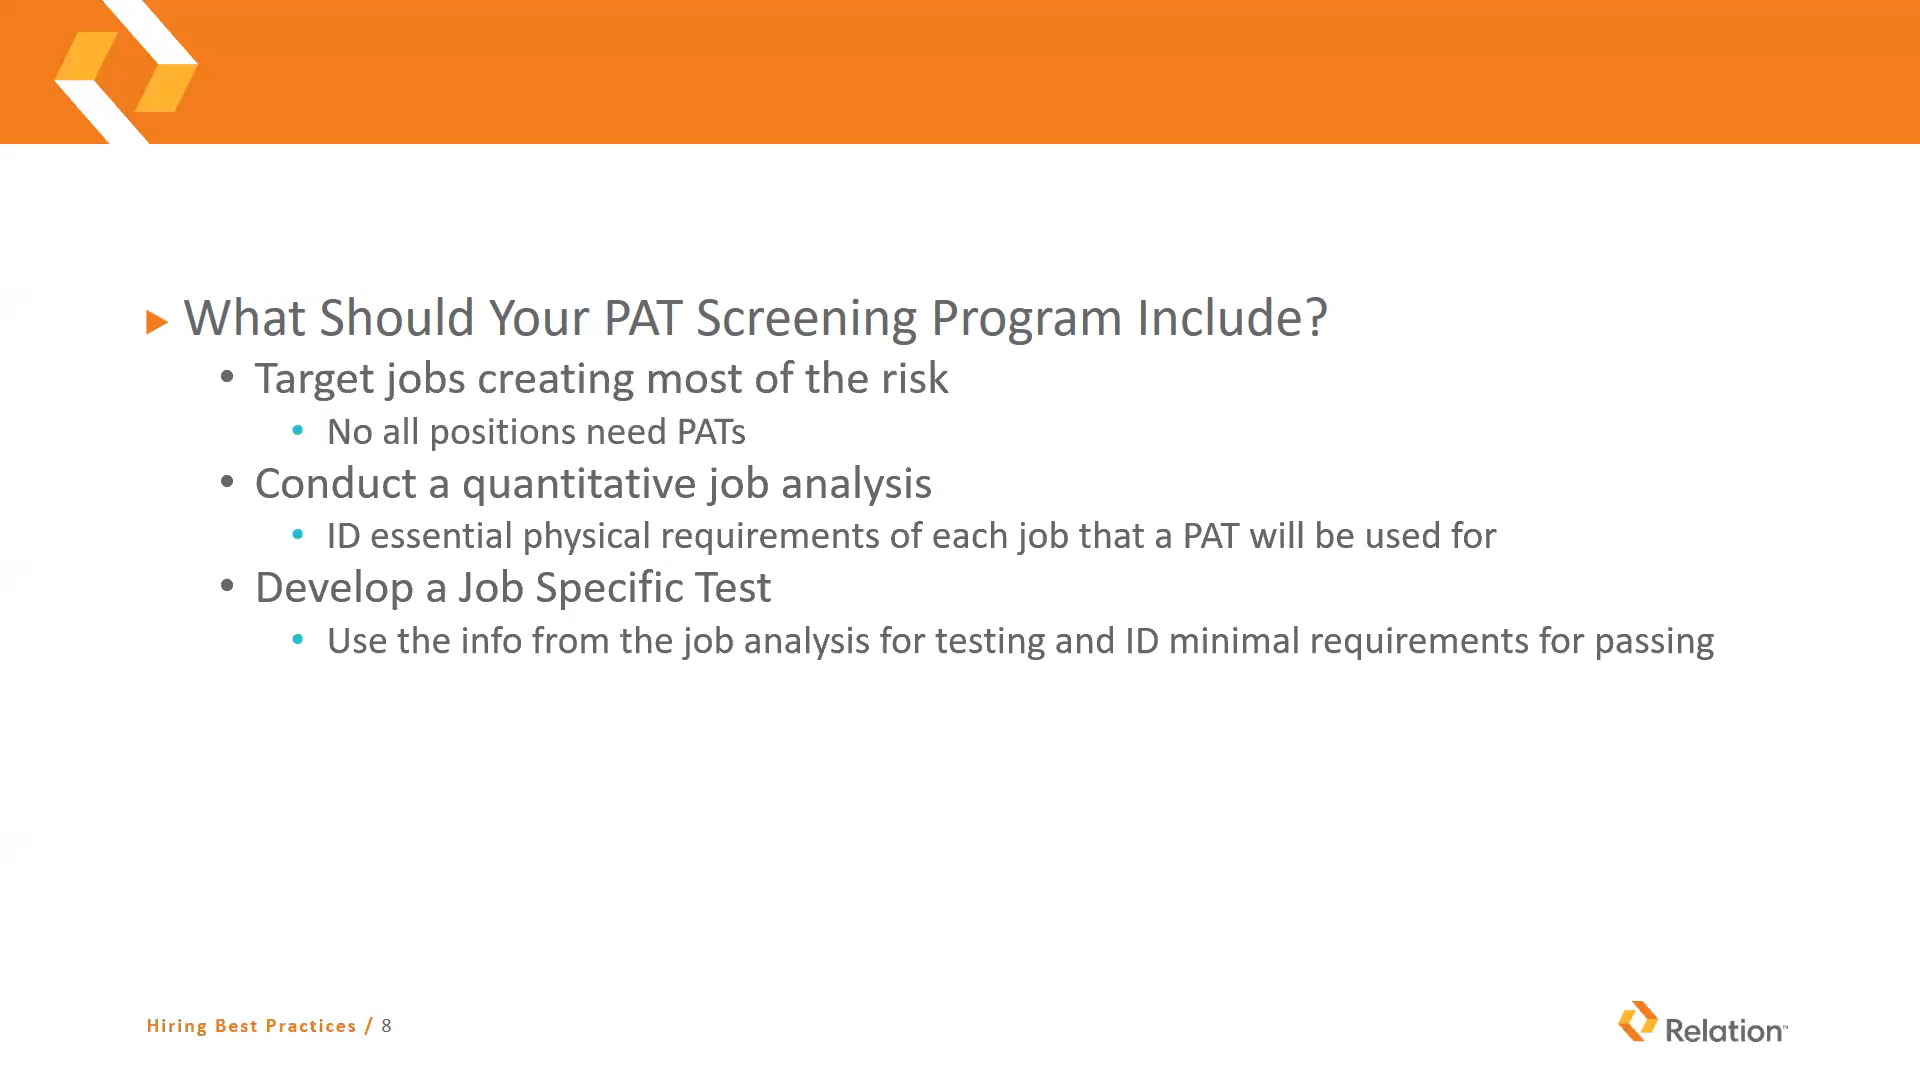 What Should Your PAT Screening Program Include?
• Target jobs creating most of the risk
• No all positions need PATs
• Conduct a quantitative job analysis
• ID essential physical requirements of each job that a PAT will be used for
• Develop a Job Specific Test
• Use the info from the job analysis for testing and ID minimal requirements for passing
Hiring Best Practices / 8
Relation™